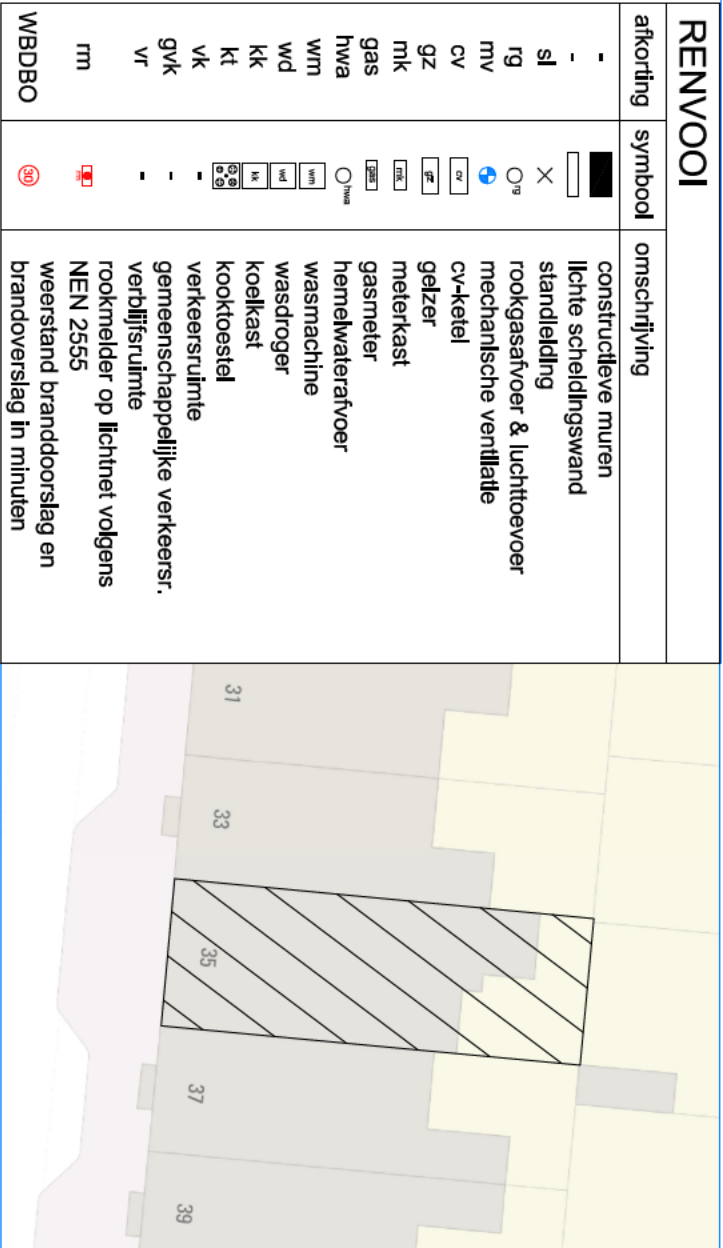 RENVOOI
afkorting symbool omschrijving
- constructieve muren
- lichte scheidingswand
sl standleiding
rg rg rookgasafvoer & luchttoevoer
mv mechanische ventilatie
cv cv cv-ketel
gz gz geizer
mk mk meterkast
gas gas gasmeter
hwa hwa hemelwaterafvoer
wm wm wasmachine
wd wd wasdroger
kk kk koelkast
kt kooktoestel
vk - verkeersruimte
gvk - gemeenschappelijke verkeersr.
vr - verblijfsruimte
rm rm rookmelder op lichtnet volgens
NEN 2555
WBDBO 30 weerstand branddoorslag en
brandoverslag in minuten
31
33
35
37
39